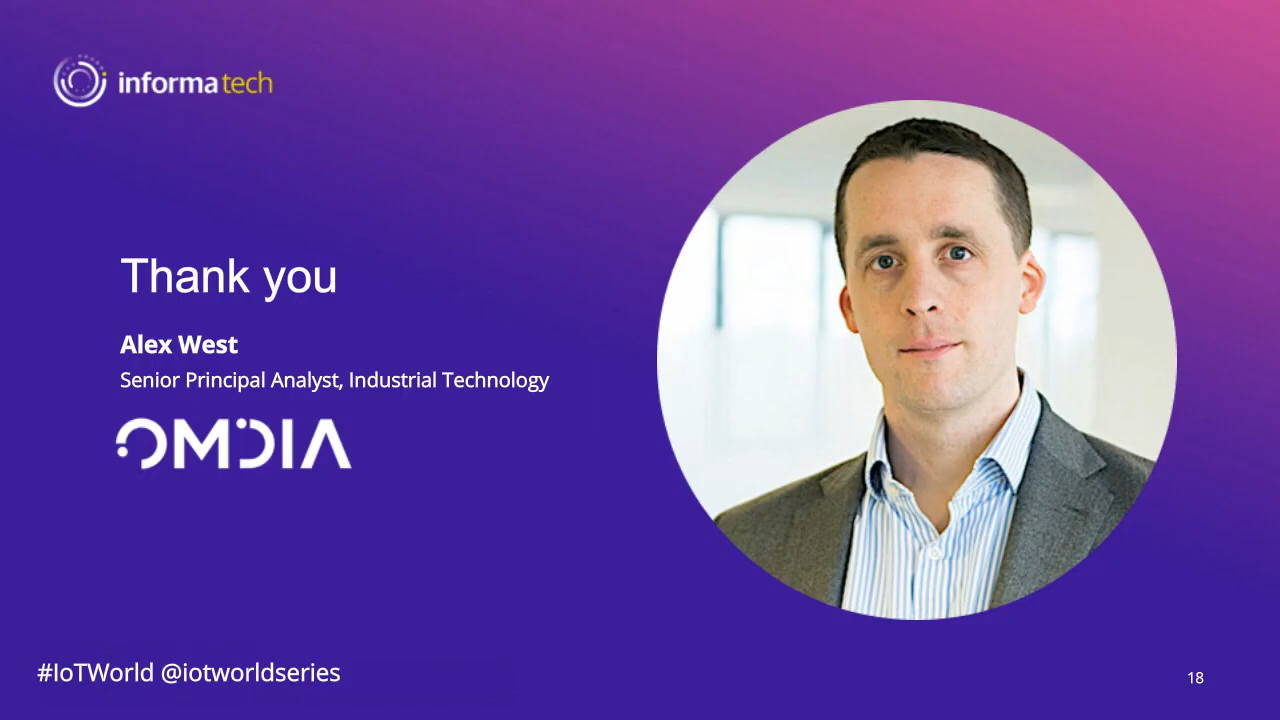 informa tech
Thank you
Alex West
Senior Principal Analyst, Industrial Technology
OMDIA
#IoTWorld @iotworldseries
18